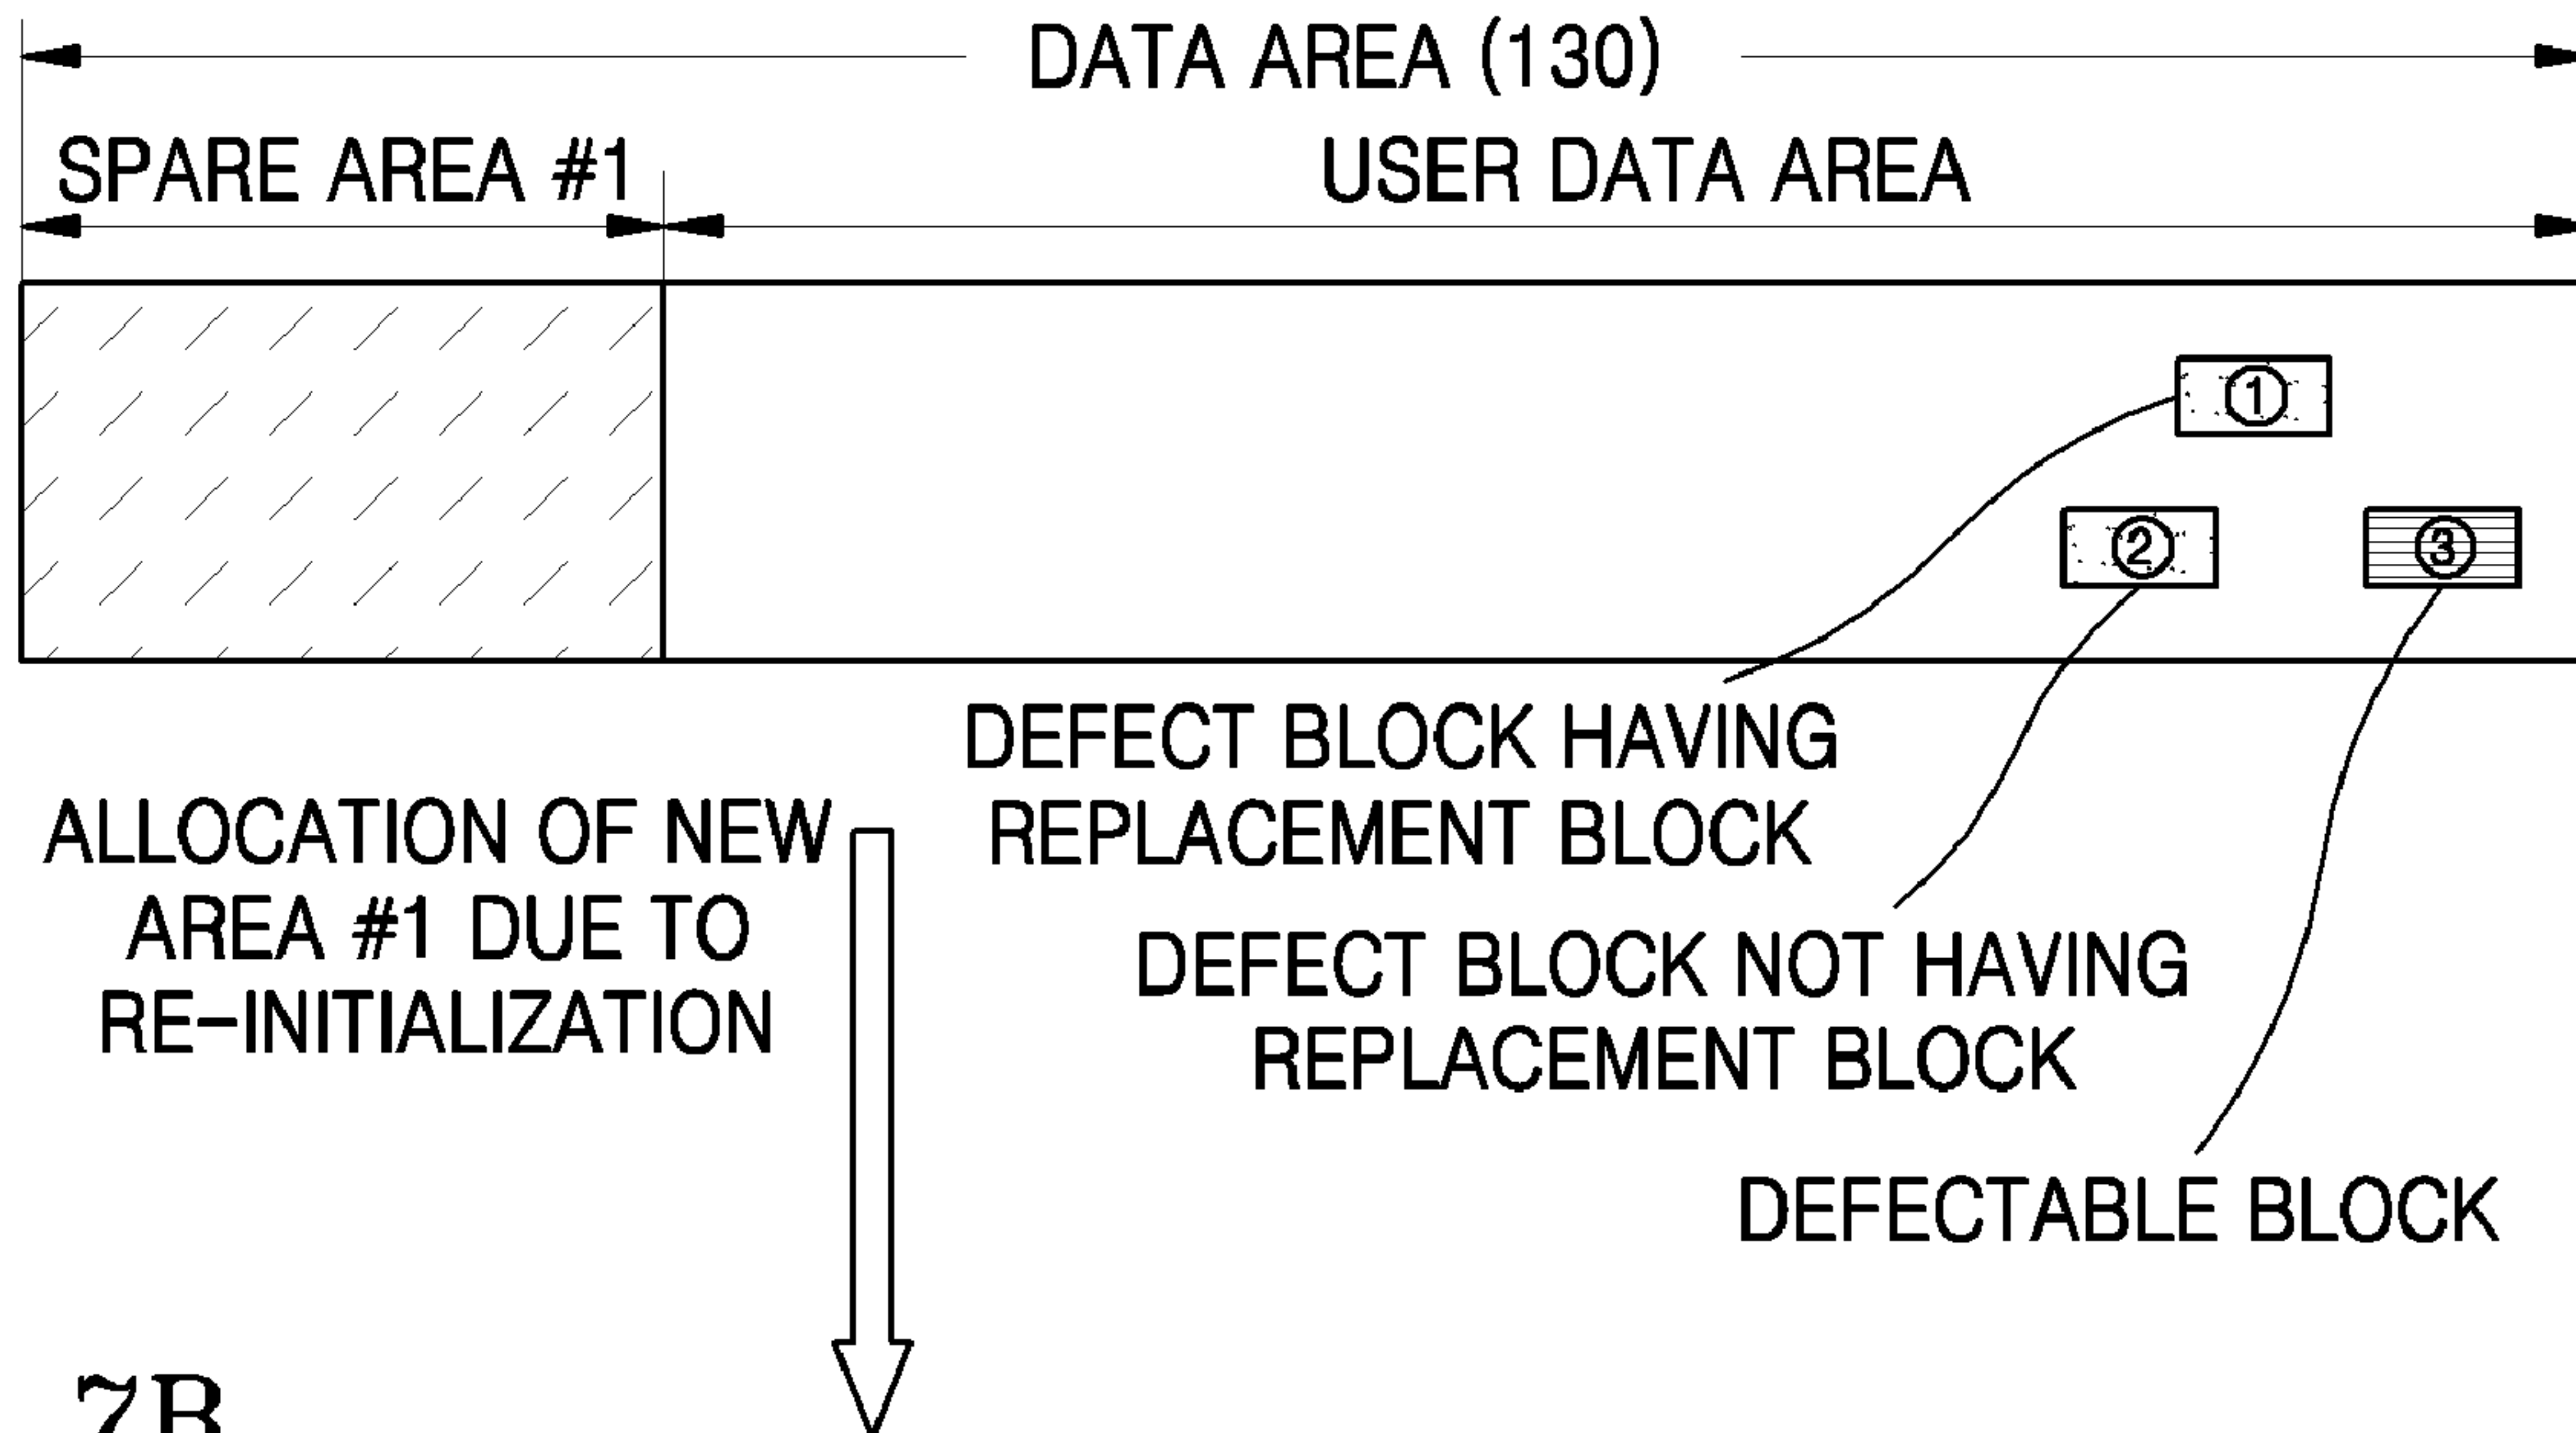 DATA AREA (130)
SPARE AREA #1
USER DATA AREA
①
②
③
DEFECT BLOCK HAVING
REPLACEMENT BLOCK
ALLOCATION OF NEW
AREA #1 DUE TO
RE-INITIALIZATION
DEFECT BLOCK NOT HAVING
REPLACEMENT BLOCK
DEFECTABLE BLOCK
7B